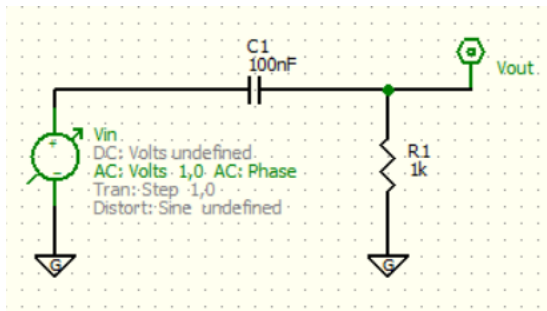 C1
100nF
Vout
Vin
DC: Volts undefined
AC: Volts 1,0 AC: Phase
Tran: Step 1,0
Distort: Sine undefined
R1
1k
G
G